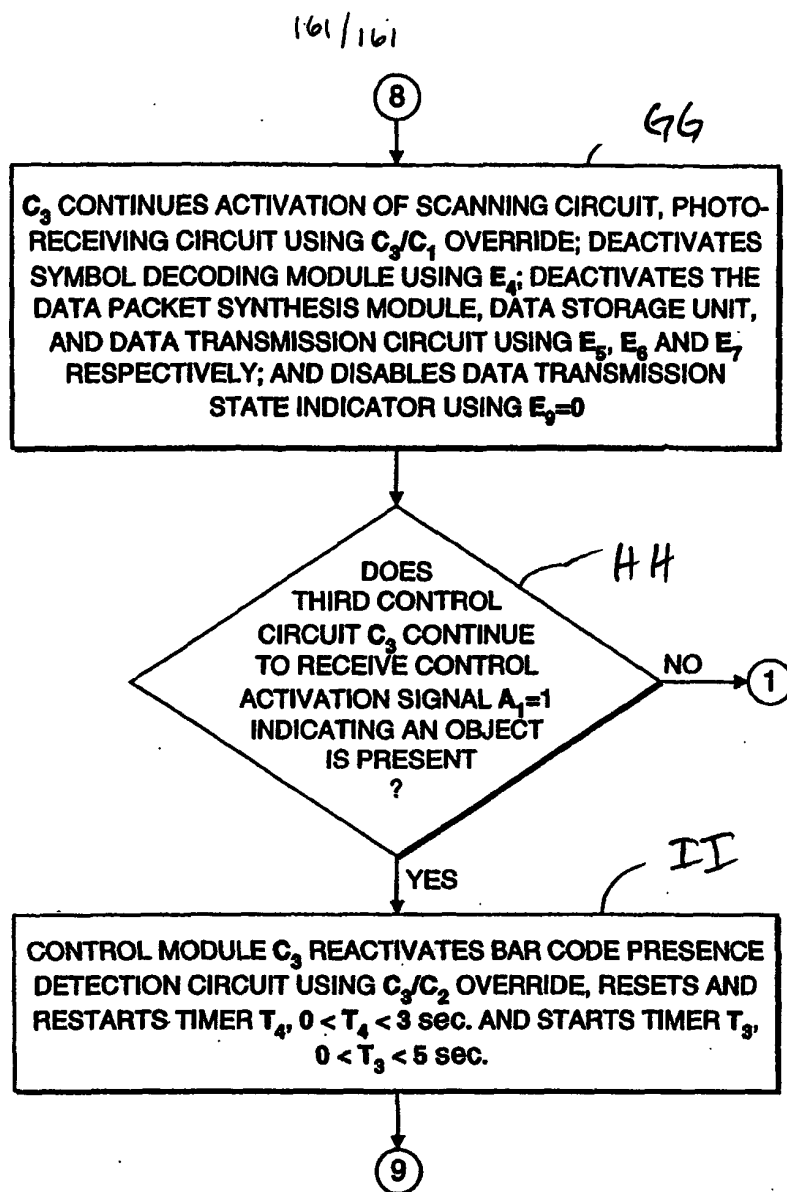 161/161
8
GG
C3 CONTINUES ACTIVATION OF SCANNING CIRCUIT, PHOTO-
RECEIVING CIRCUIT USING C3/C1 OVERRIDE; DEACTIVATES
SYMBOL DECODING MODULE USING E4; DEACTIVATES THE
DATA PACKET SYNTHESIS MODULE, DATA STORAGE UNIT,
AND DATA TRANSMISSION CIRCUIT USING E5, E6 AND E7
RESPECTIVELY; AND DISABLES DATA TRANSMISSION
STATE INDICATOR USING E9=0
HH
DOES
THIRD CONTROL
CIRCUIT C3 CONTINUE
TO RECEIVE CONTROL
ACTIVATION SIGNAL A1=1
INDICATING AN OBJECT
IS PRESENT
?
NO
1
YES
II
CONTROL MODULE C3 REACTIVATES BAR CODE PRESENCE
DETECTION CIRCUIT USING C3/C2 OVERRIDE, RESETS AND
RESTARTS TIMER T4, 0 < T4 < 3 sec. AND STARTS TIMER T3,
0 < T3 < 5 sec.
9